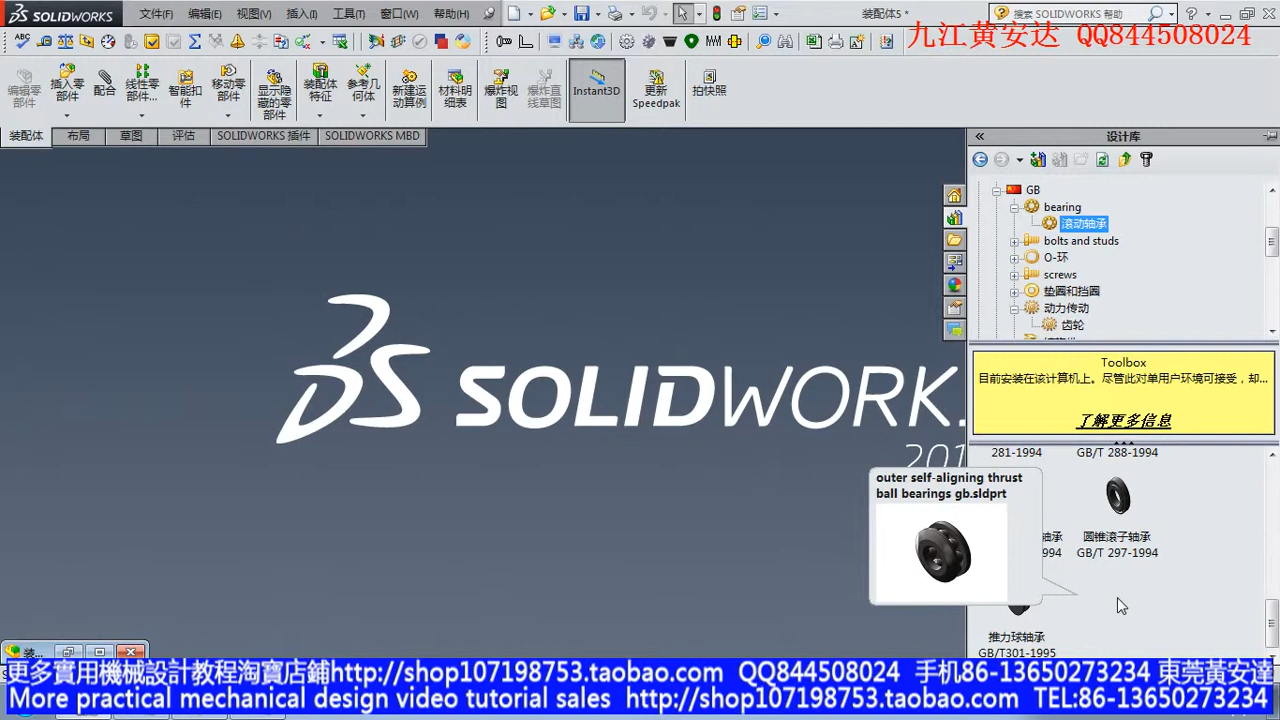 SOLIDWORKS
文件(F)
编辑(E)
视图(V)
插入(I)
工具(T)
窗口(W)
帮助(H)
装配体5 *
搜索 SOLIDWORKS 帮助
九江黄安达 QQ844508024
编辑零部件
插入零部件
配合
线性零部件...
智能扣件
移动零部件
显示隐藏的零部件
装配体特征
参考几何体
新建运动算例
材料明细表
爆炸视图
爆炸直线草图
Instant3D
更新 Speedpak
拍快照
装配体
布局
草图
评估
SOLIDWORKS 插件
SOLIDWORKS MBD
设计库
GB
bearing
滚动轴承
bolts and studs
O-环
screws
垫圈和挡圈
动力传动
齿轮
Toolbox
目前安装在该计算机上。尽管此对单用户环境可接受，却...
了解更多信息
SOLIDWORK.
201
281-1994
GB/T 288-1994
outer self-aligning thrust
ball bearings gb.sldprt
轴承
994
圆锥滚子轴承
GB/T 297-1994
推力球轴承
GB/T301-1995
装...
更多實用機械設計教程淘寶店鋪http://shop107198753.taobao.com QQ844508024 手机86-13650273234 東莞黃安達
More practical mechanical design video tutorial sales http://shop107198753.taobao.com TEL:86-13650273234